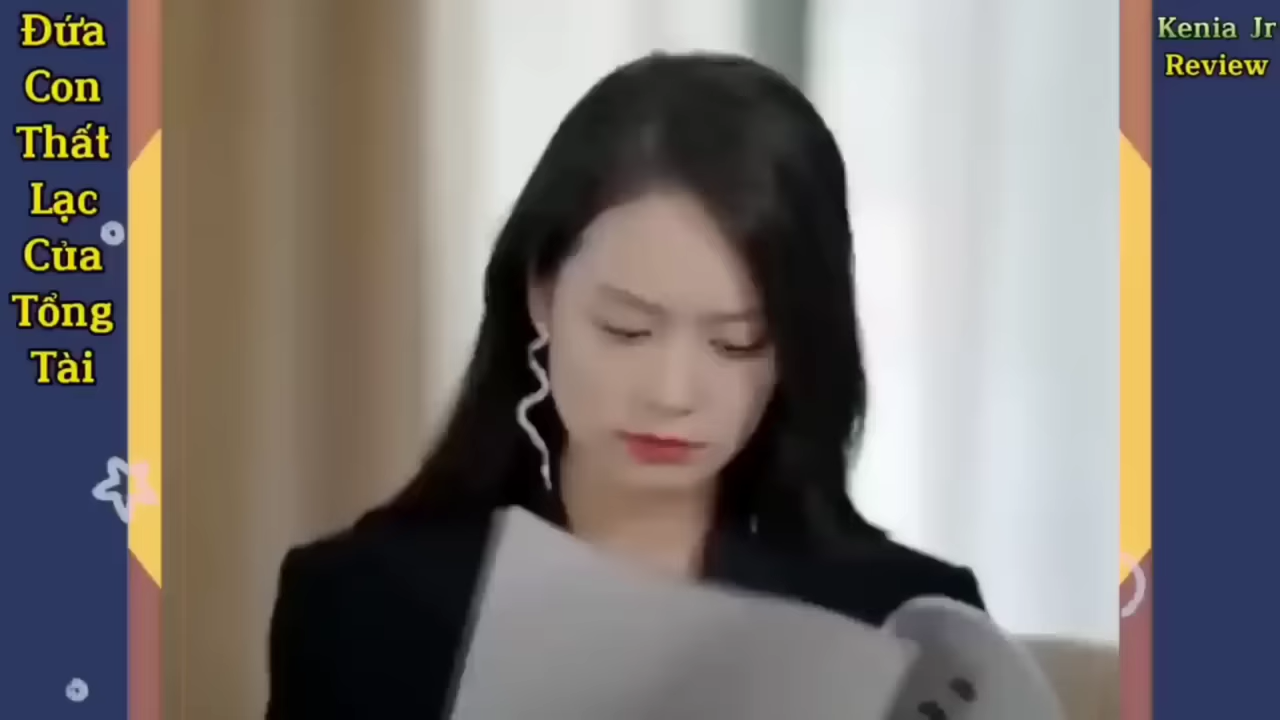 Đứa
Con
Thất
Lạc
Của
Tổng
Tài
Kenia Jr
Review